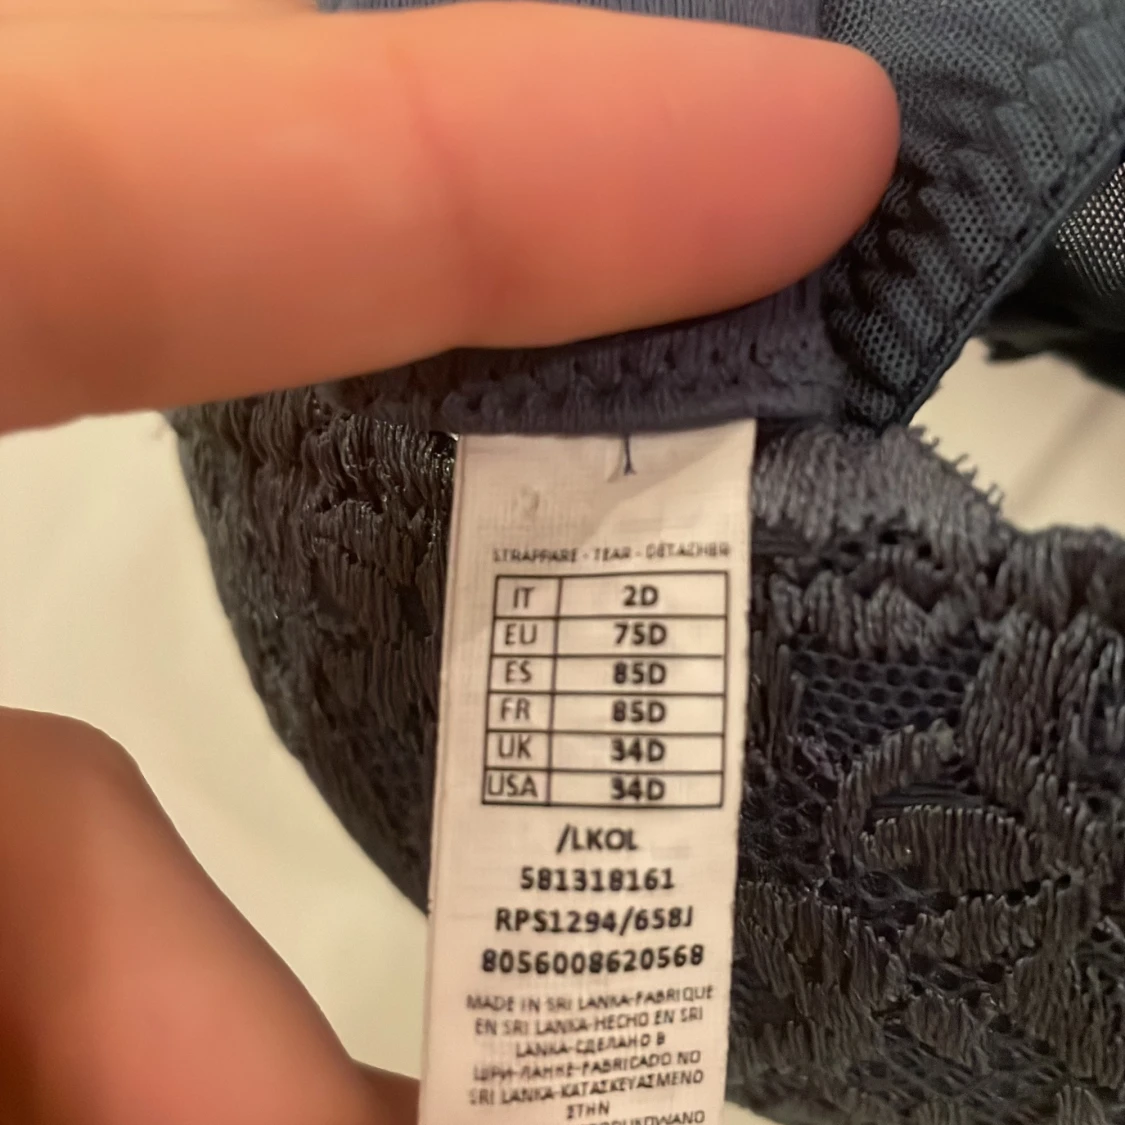 STRAPPARE - TEAR - DÉTACHER
IT 2D
EU 75D
ES 85D
FR 85D
UK 34D
USA 34D
/LKOL
581318161
RPS1294/658J
8056008620568
MADE IN SRI LANKA-FABRIQUE
EN SRI LANKA-HECHO EN SRI
LANKA-СДЕЛАНО В
ШРИ-ЛАНКЕ-FABRICADO NO
SRI LANKA-ΚΑΤΑΣΚΕΥΑΣΜΕΝΟ
ΣΤΗΝ